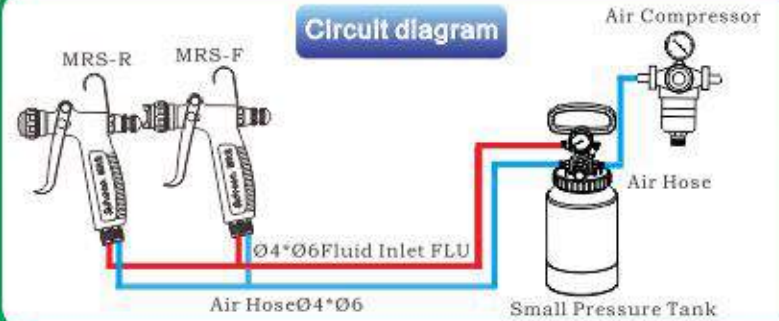 Circuit diagram
Air Compressor
MRS-R
MRS-F
Air Hose
Ø4*Ø6Fluid Inlet FLU
Air HoseØ4*Ø6
Small Pressure Tank